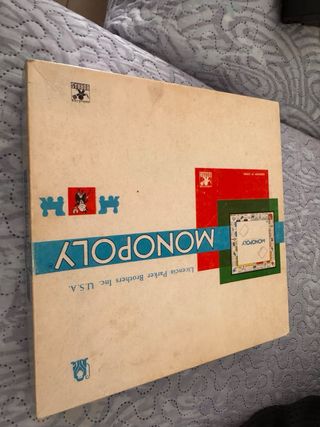 MONOPOLY
Licencia Parker Brothers Inc. U.S.A.
MONOPOLY